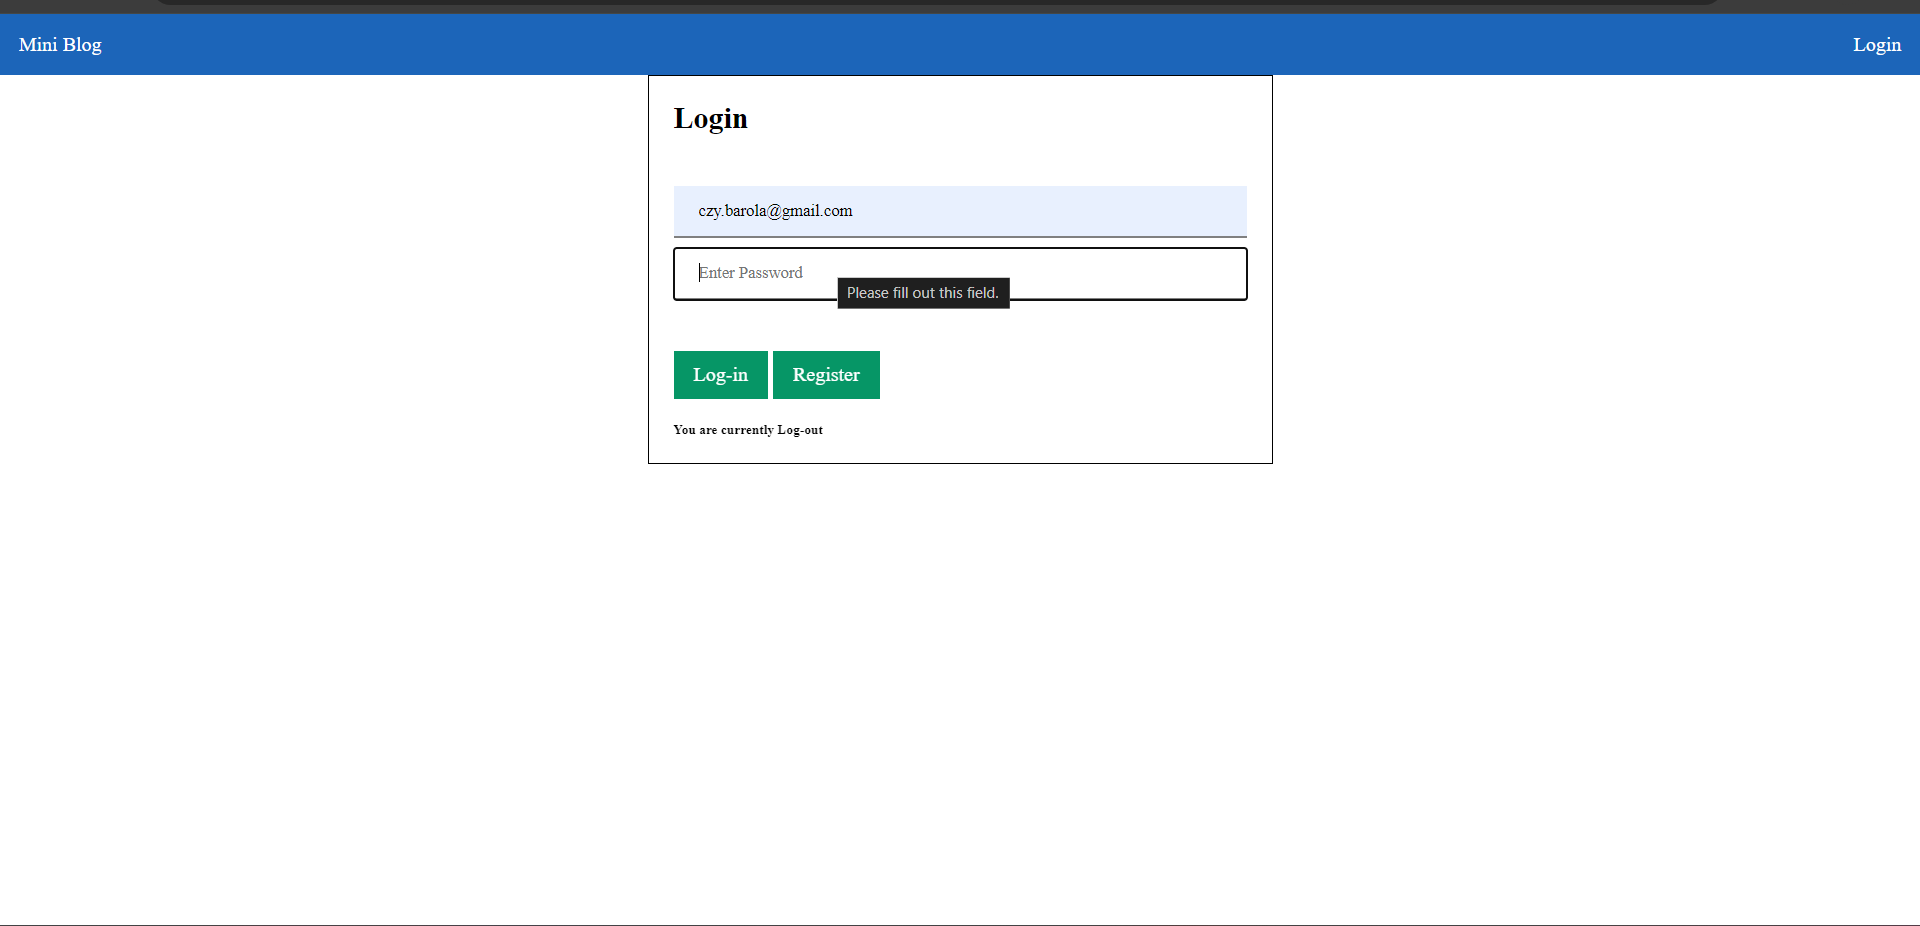 Mini Blog
Login
Login
czy.barola@gmail.com
Enter Password
Please fill out this field.
Log-in
Register
You are currently Log-out